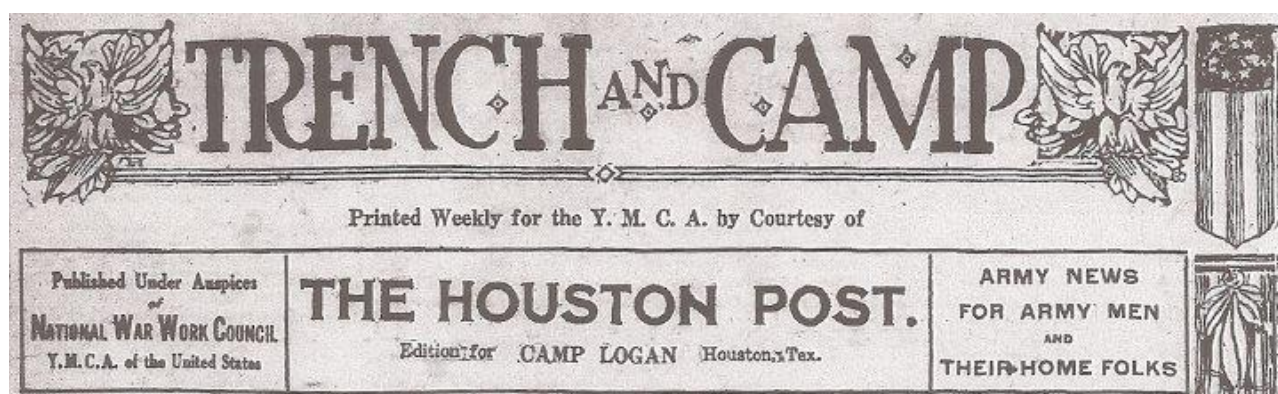 TRENCH AND CAMP
Printed Weekly for the Y. M. C. A. by Courtesy of
Published Under Auspices
of
NATIONAL WAR WORK COUNCIL
Y.M.C.A. of the United States
THE HOUSTON POST.
Edition for CAMP LOGAN Houston, Tex.
ARMY NEWS
FOR ARMY MEN
AND
THEIR HOME FOLKS